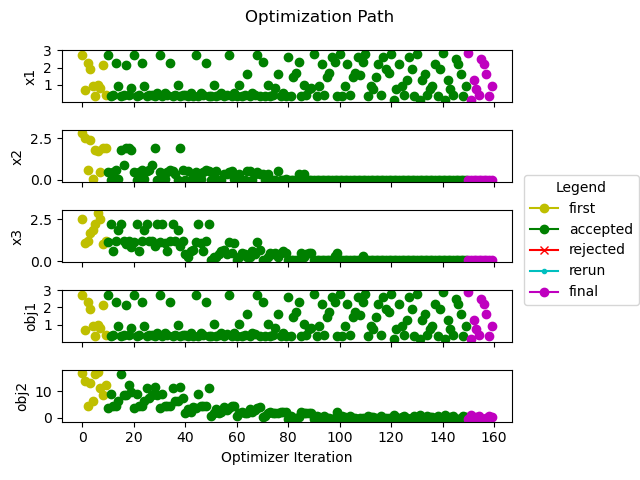 Optimization Path
x1
3
2
1
x2
2.5
0.0
x3
2.5
0.0
obj1
3
2
1
obj2
10
0
0 20 40 60 80 100 120 140 160
Optimizer Iteration
Legend
first
accepted
rejected
rerun
final